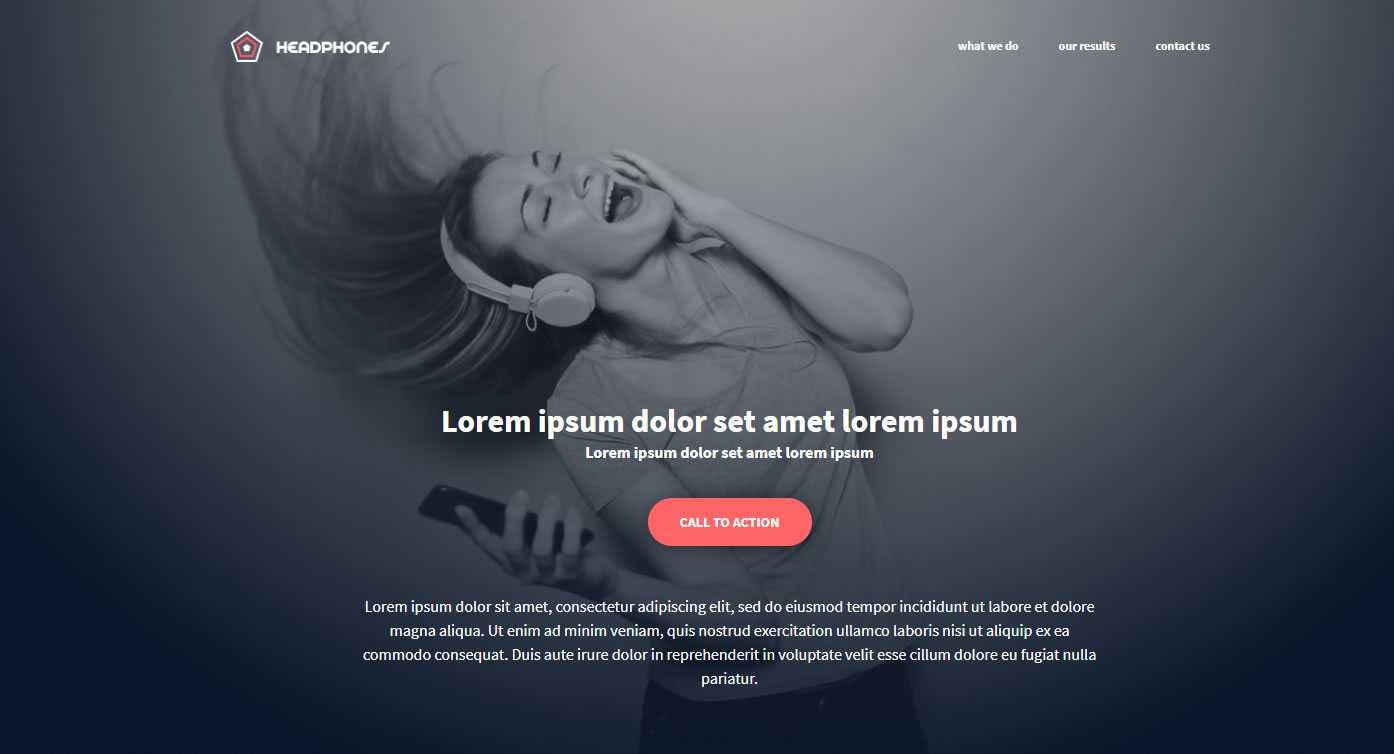 HEADPHONES
what we do
our results
contact us
Lorem ipsum dolor set amet lorem ipsum
Lorem ipsum dolor set amet lorem ipsum
CALL TO ACTION
Lorem ipsum dolor sit amet, consectetur adipiscing elit, sed do eiusmod tempor incididunt ut labore et dolore
magna aliqua. Ut enim ad minim veniam, quis nostrud exercitation ullamco laboris nisi ut aliquip ex ea
commodo consequat. Duis aute irure dolor in reprehenderit in voluptate velit esse cillum dolore eu fugiat nulla
pariatur.